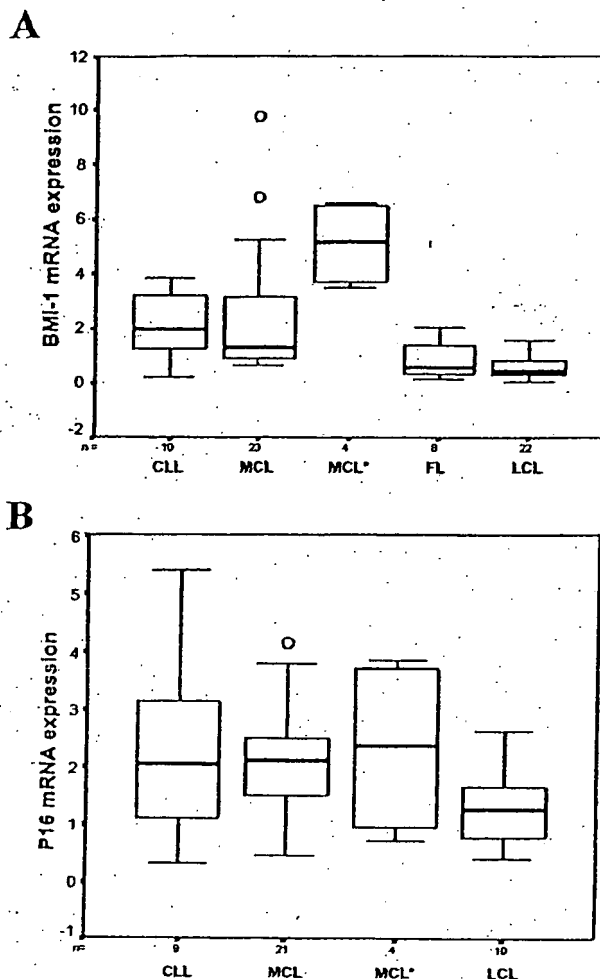 A
BMI-1 mRNA expression
12
10
8
6
4
2
0
-2
n= 10 23 4 8 22
CLL MCL MCL* FL LCL
B
P16 mRNA expression
6
5
4
3
2
1
0
-1
n= 9 21 4 10
CLL MCL MCL* LCL